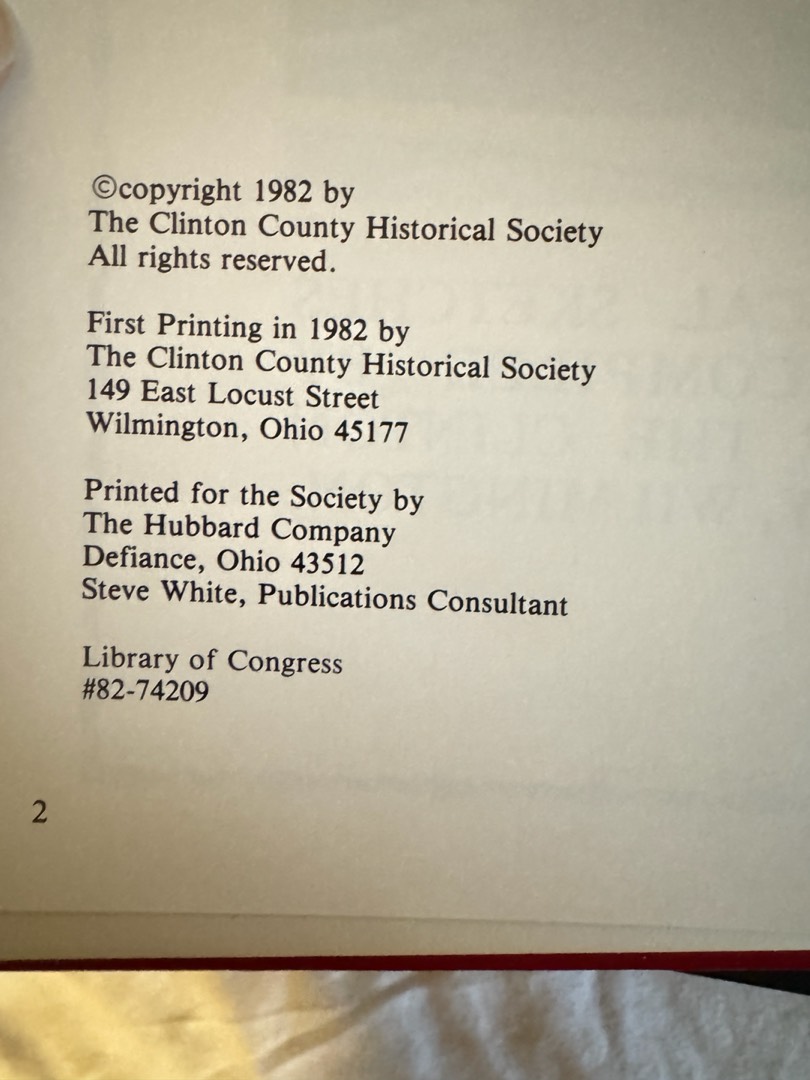 ©copyright 1982 by
The Clinton County Historical Society
All rights reserved.
First Printing in 1982 by
The Clinton County Historical Society
149 East Locust Street
Wilmington, Ohio 45177
Printed for the Society by
The Hubbard Company
Defiance, Ohio 43512
Steve White, Publications Consultant
Library of Congress
#82-74209
2